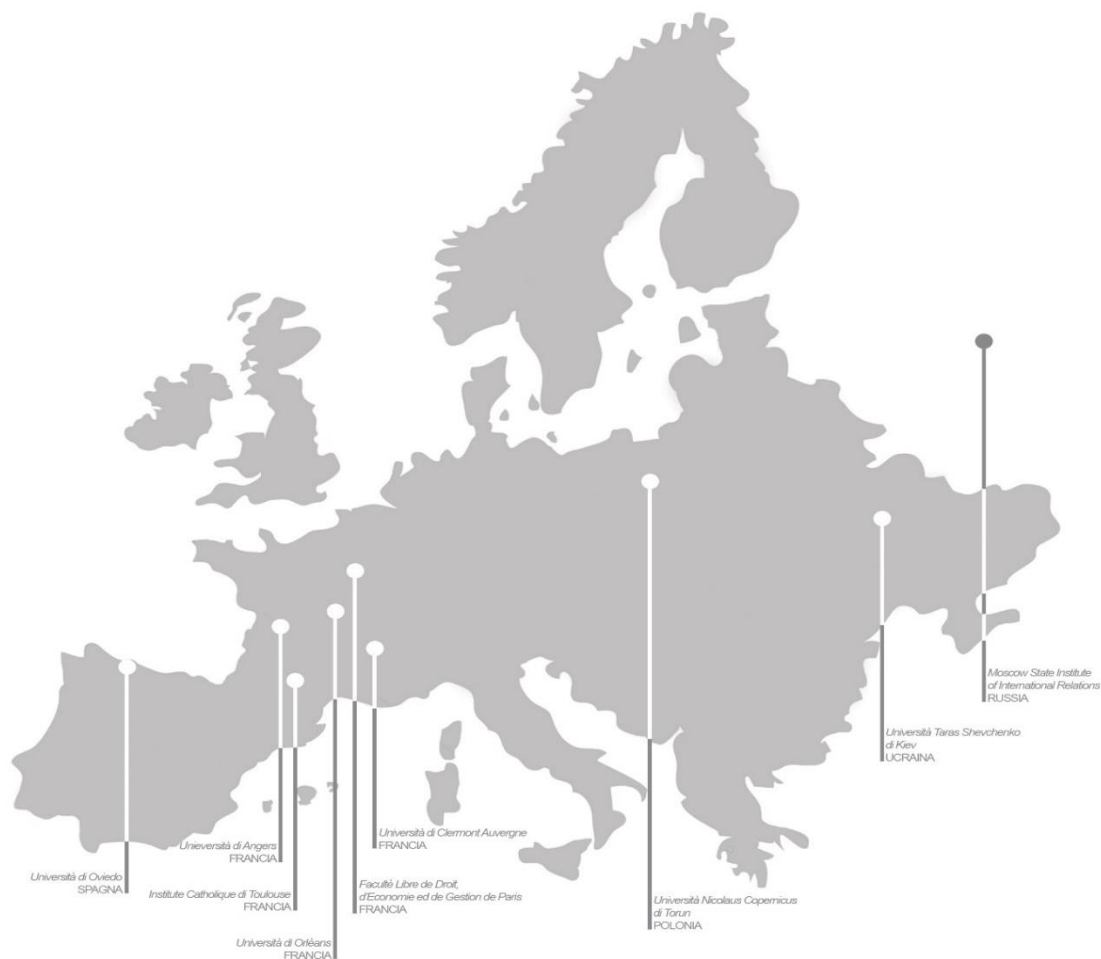 Moscow State Institute
of International Relations
RUSSIA
Università Taras Shevchenko
di Kiev
UCRAINA
Università di Clermont Auvergne
FRANCIA
Unieversità di Angers
FRANCIA
Università di Oviedo
SPAGNA
Institute Catholique di Toulouse
FRANCIA
Faculté Libre de Droit,
d'Economie ed de Gestion de Paris
FRANCIA
Università Nicolaus Copernicus
di Torun
POLONIA
Università di Orléans
FRANCIA